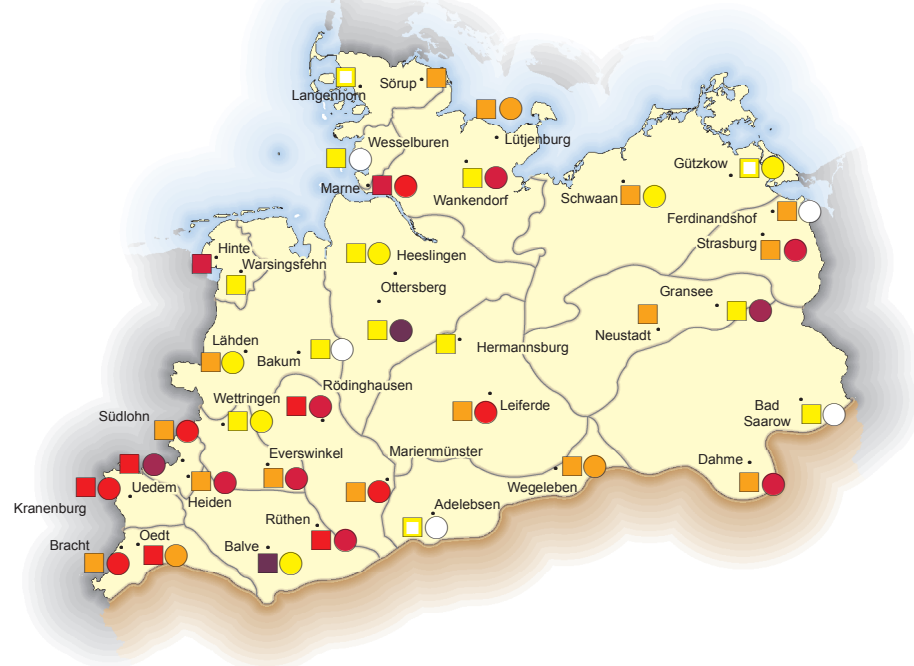 Sörup
Langenhorn
Lütjenburg
Wesselburen
Gützkow
Marne
Wankendorf
Schwaan
Ferdinandshof
Strasburg
Hinte
Warsingsfehn
Heeslingen
Ottersberg
Gransee
Neustadt
Lähden
Bakum
Hermannsburg
Rödinghausen
Wettringen
Leiferde
Bad
Saarow
Südlohn
Everswinkel
Marienmünster
Dahme
Uedem
Heiden
Wegeleben
Kranenburg
Adelebsen
Rüthen
Oedt
Bracht
Balve